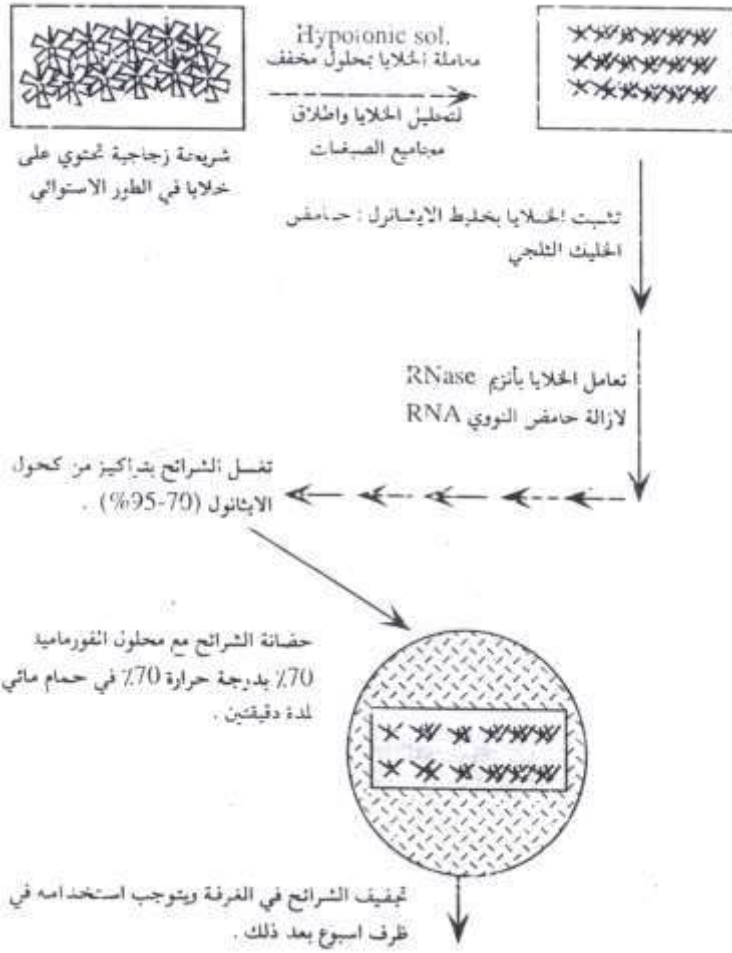 Hypotonic sol.
معاملة الخلايا بمحلول مخفف
لتحليل الخلايا واطلاق
مجاميع الصبغات
شريحة زجاجية تحتوي على
خلايا في الطور الاستوائي
تثبت الخلايا بخليط الايثانول : حامض
الخليك الثلجي
تعامل الخلايا بأنزيم RNase
لازالة حامض النووي RNA
تغسل الشرائح بتراكيز من كحول
الايثانول (70-95%) .
حضانة الشرائح مع محلول الفورماميد
70٪ بدرجة حرارة 70٪ في حمام مائي
لمدة دقيقتين .
تجفيف الشرائح في الغرفة ويتوجب استخدامه في
ظرف اسبوع بعد ذلك .